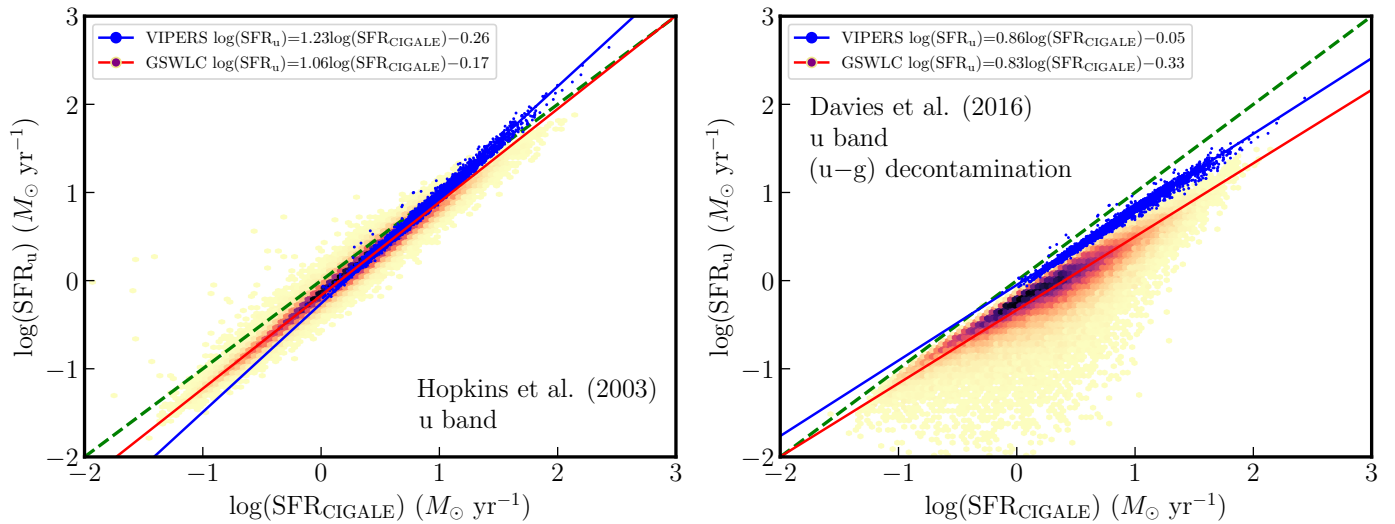 VIPERS log(SFR_u)=1.23log(SFR_CIGALE)−0.26
GSWLC log(SFR_u)=1.06log(SFR_CIGALE)−0.17
3
2
1
0
−1
−2
log(SFR_u) (M_⊙ yr^−1)
Hopkins et al. (2003)
u band
−2 −1 0 1 2 3
log(SFR_CIGALE) (M_⊙ yr^−1)
VIPERS log(SFR_u)=0.86log(SFR_CIGALE)−0.05
GSWLC log(SFR_u)=0.83log(SFR_CIGALE)−0.33
3
2
1
0
−1
−2
log(SFR_u) (M_⊙ yr^−1)
Davies et al. (2016)
u band
(u−g) decontamination
−2 −1 0 1 2 3
log(SFR_CIGALE) (M_⊙ yr^−1)